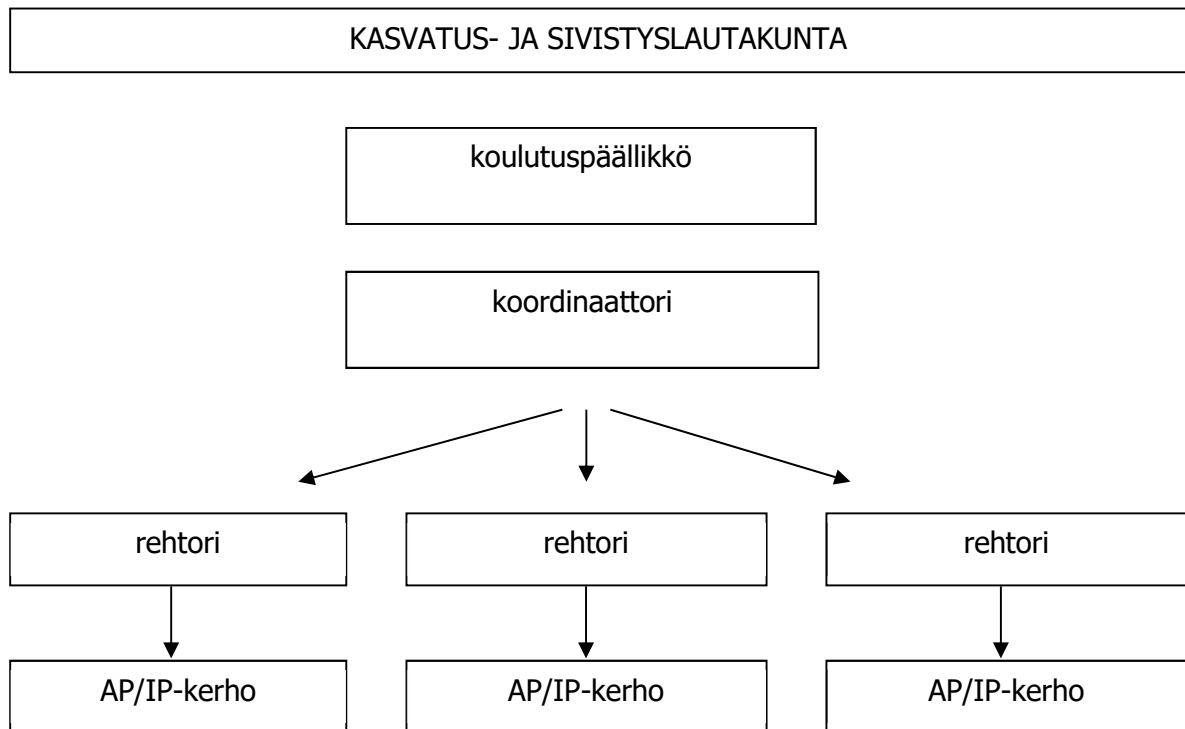 KASVATUS- JA SIVISTYSLAUTAKUNTA
koulutuspäällikkö
koordinaattori
rehtori rehtori rehtori
AP/IP-kerho AP/IP-kerho AP/IP-kerho